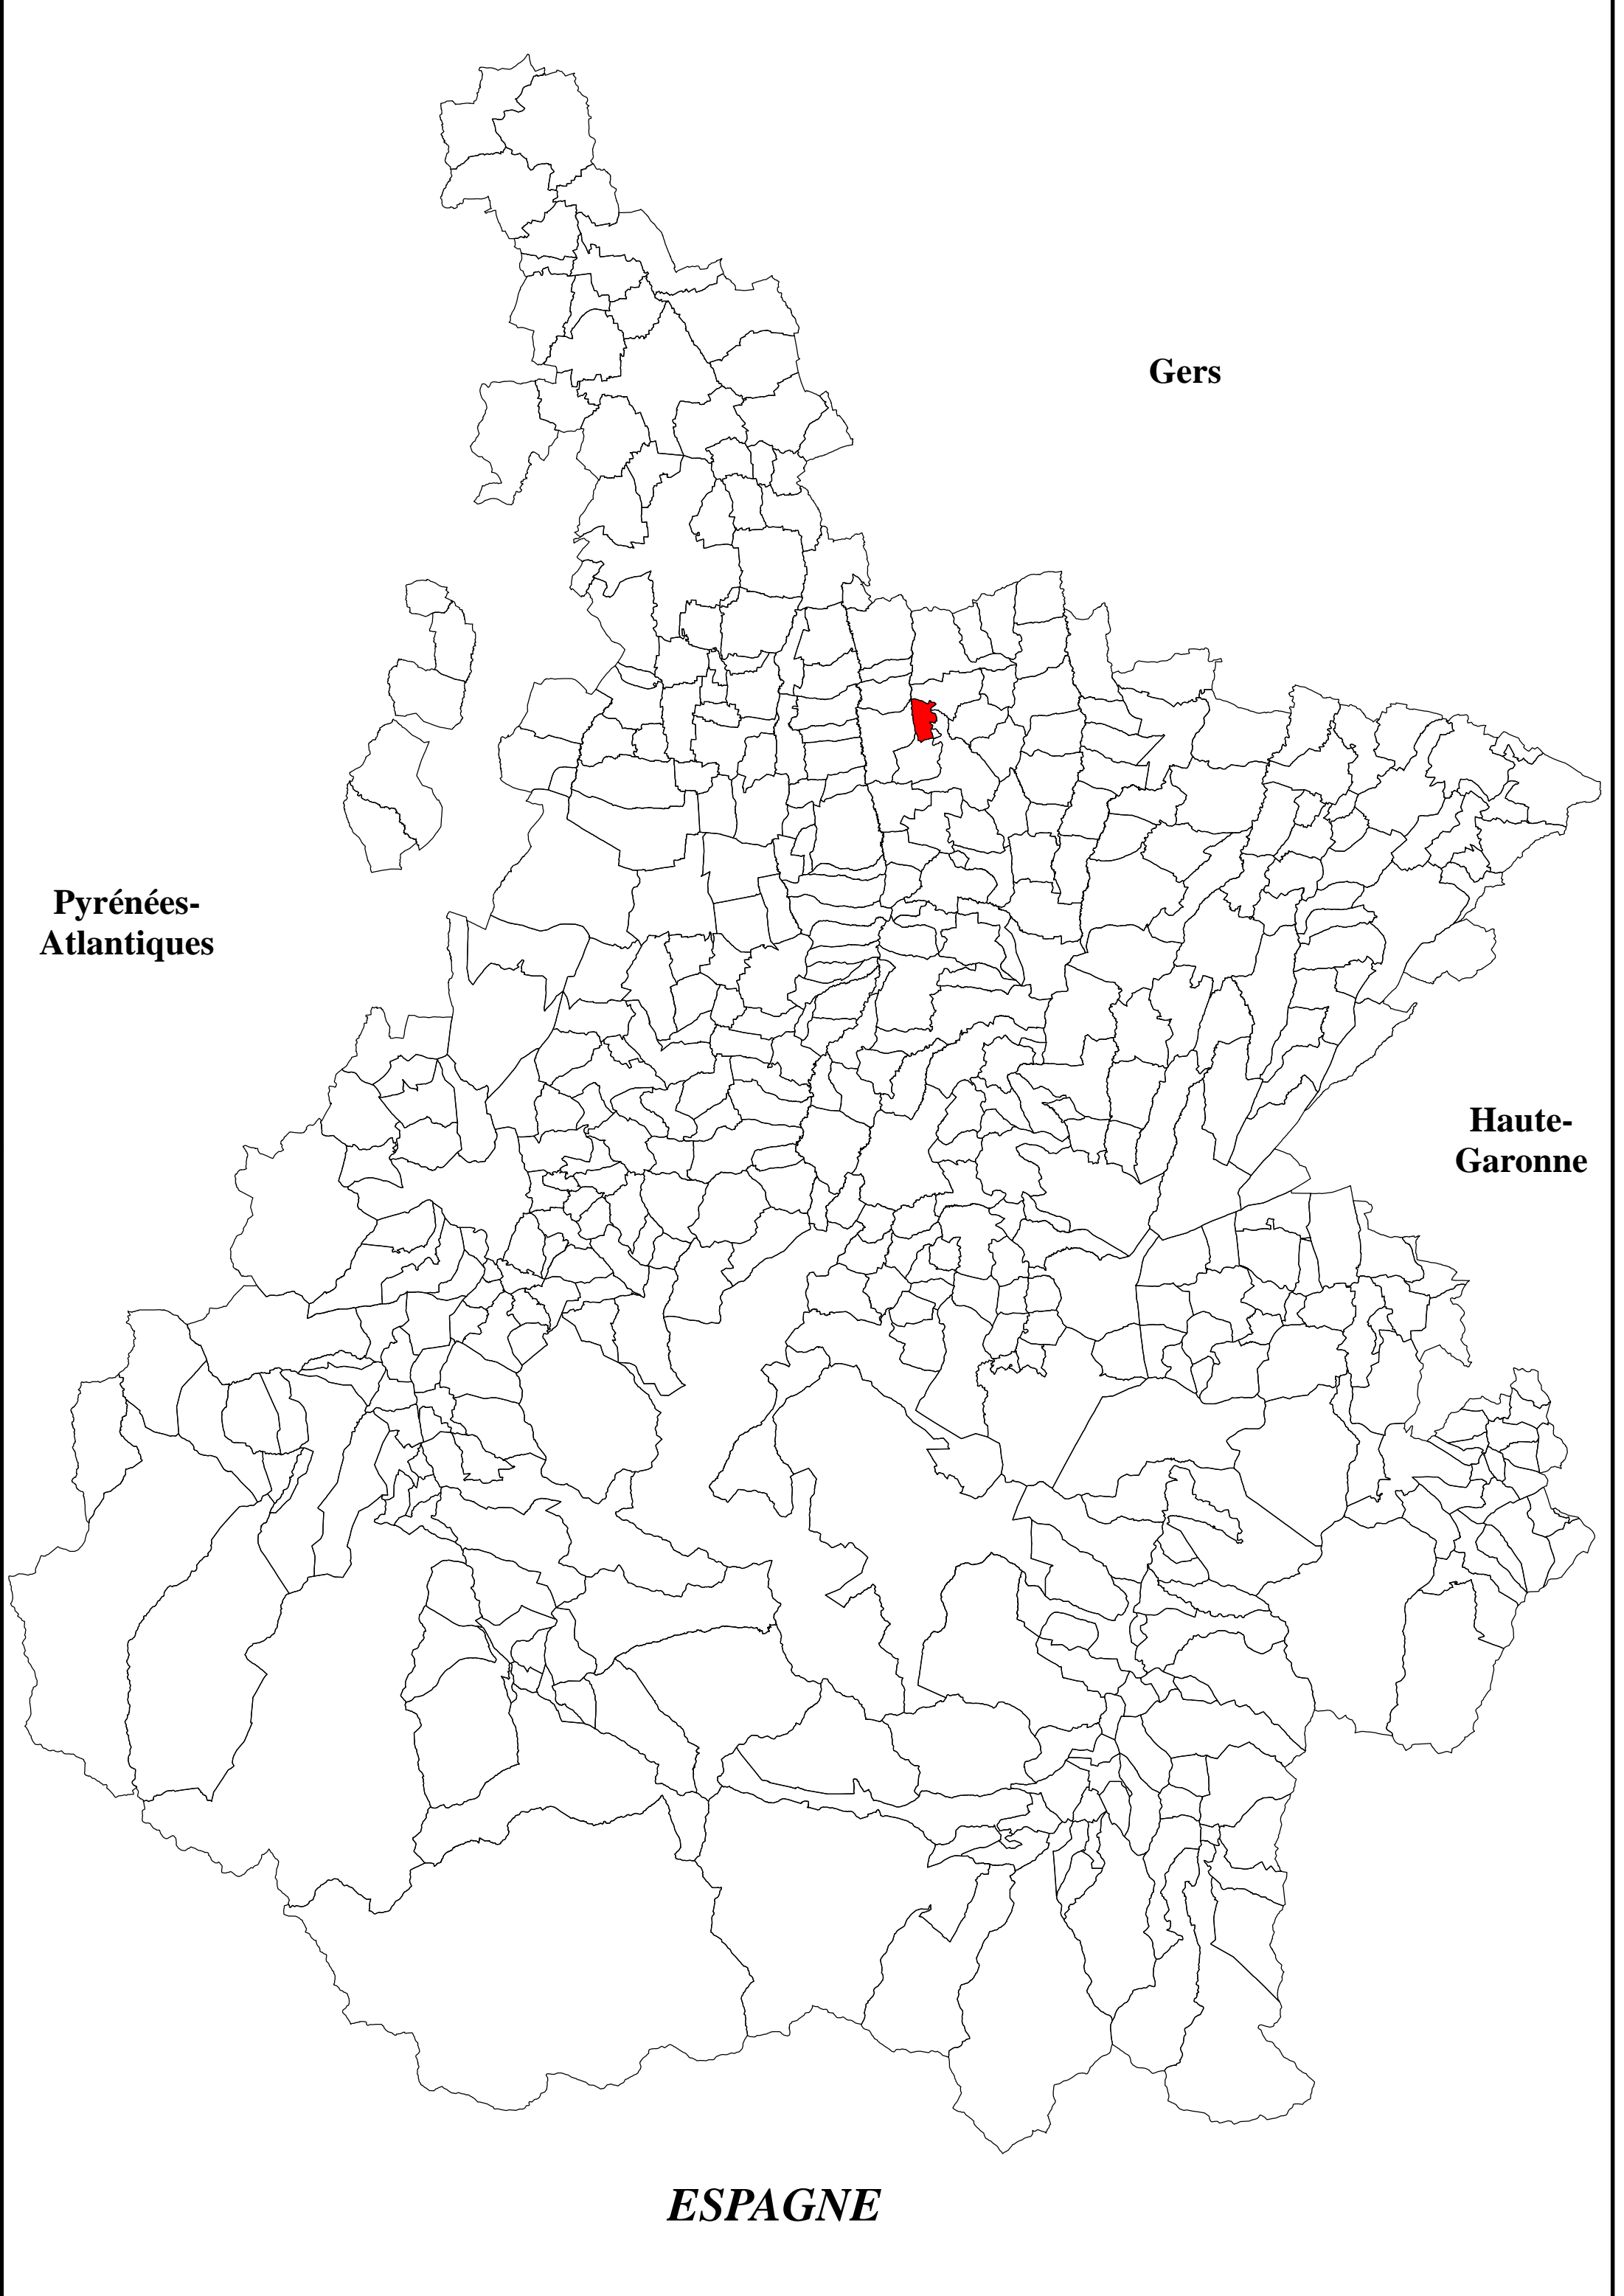 Gers
Pyrénées-
Atlantiques
Haute-
Garonne
ESPAGNE